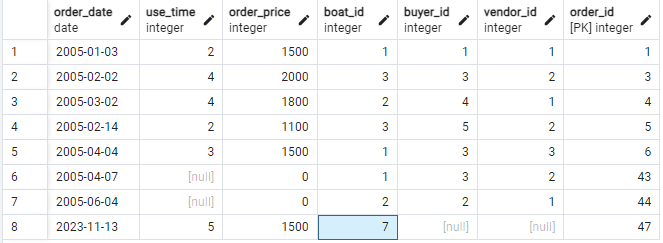 order_date use_time order_price boat_id buyer_id vendor_id order_id
date integer integer integer integer integer [PK] integer
1 2005-01-03 2 1500 1 1 1 1
2 2005-02-02 4 2000 3 3 2 3
3 2005-03-02 4 1800 2 4 1 4
4 2005-02-14 2 1100 3 5 2 5
5 2005-04-04 3 1500 1 3 3 6
6 2005-04-07 [null] 0 1 3 2 43
7 2005-06-04 [null] 0 2 2 1 44
8 2023-11-13 5 1500 7 [null] [null] 47